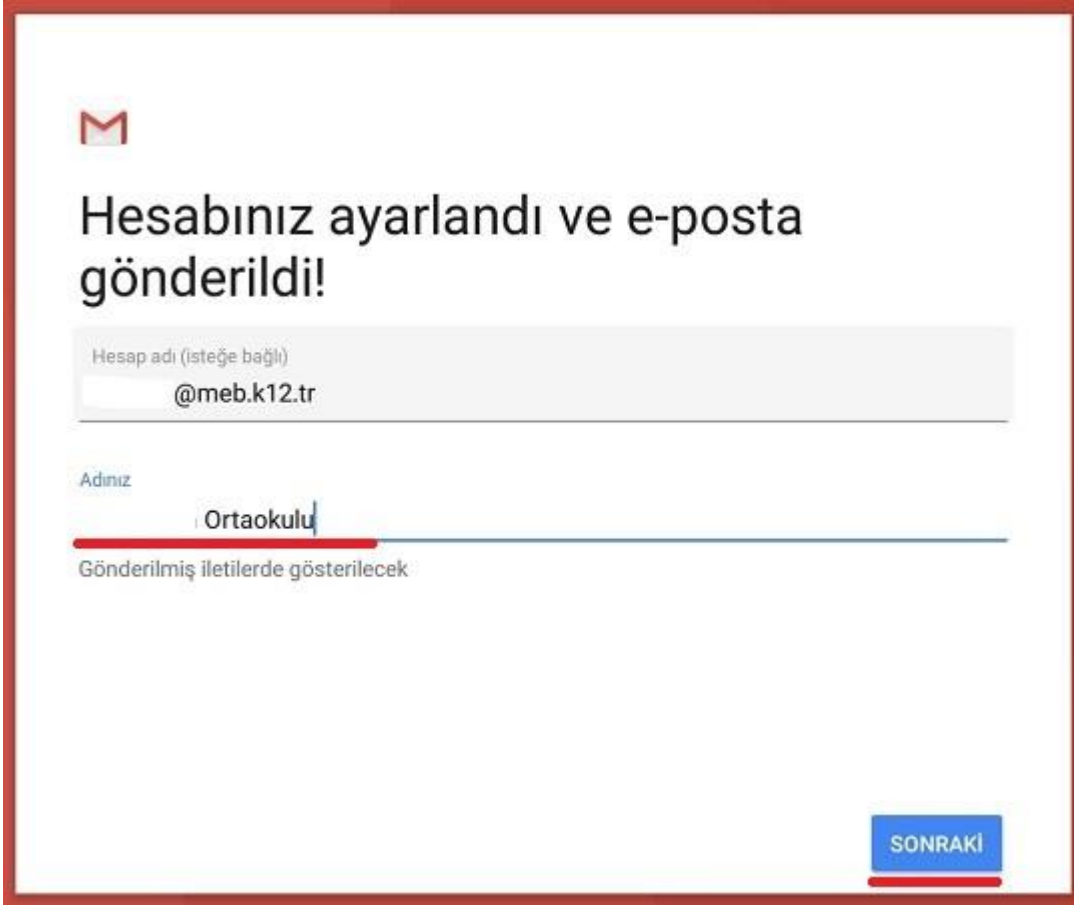 Hesabınız ayarlandı ve e-posta
gönderildi!
Hesap adı (isteğe bağlı)
@meb.k12.tr
Adınız
Ortaokulu
Gönderilmiş iletilerde gösterilecek
SONRAKİ